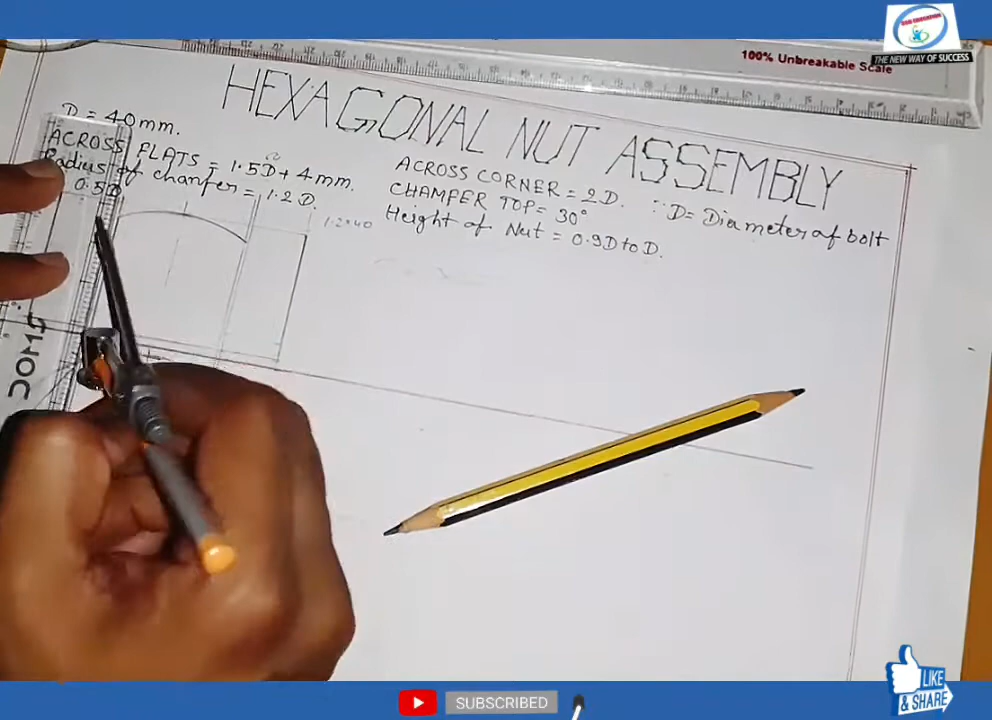 THE NEW WAY OF SUCCESS
100% Unbreakable Scale
HEXAGONAL NUT ASSEMBLY
D = 40mm.
ACROSS FLATS = 1.5D + 4mm.
Radius of chanfer = 1.2D.
0.5D
ACROSS CORNER = 2D.
CHAMFER TOP = 30°
Height of Nut = 0.9D to D.
∵ D = Diameter of bolt
1.2×40
DOMS
LIKE
& SHARE
SUBSCRIBED